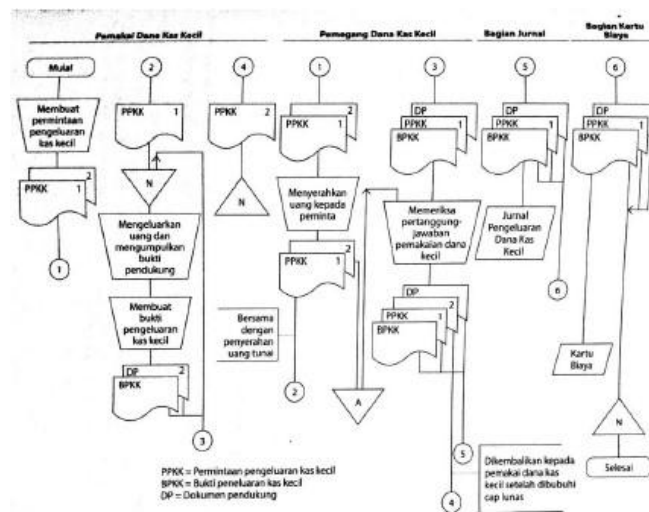 Pemakai Dana Kas Kecil
Mulai
Membuat
permintaan
pengeluaran
kas kecil
2
PPKK
1
1
2
PPKK
1
N
Mengeluarkan
uang dan
mengumpulkan
bukti
pendukung
Membuat
bukti
pengeluaran
kas kecil
DP
2
BPKK
3
4
PPKK
2
N
Pemegang Dana Kas Kecil
1
2
PPKK
1
Menyerahkan
uang kepada
peminta
2
PPKK
1
Bersama
dengan
penyerahan
uang tunai
2
A
3
DP
PPKK
1
BPKK
Memeriksa
pertanggung-
jawaban
pemakaian dana
kecil
DP
2
PPKK
1
BPKK
5
4
Dikembalikan kepada
pemakai dana kas
kecil setelah dibubuhi
cap lunas
Bagian Jurnal
5
DP
PPKK
1
BPKK
Jurnal
Pengeluaran
Dana Kas
Kecil
6
Bagian Kartu
Biaya
6
DP
PPKK
1
BPKK
Kartu
Biaya
N
Selesai
PPKK = Permintaan pengeluaran kas kecil
BPKK = Bukti peneluaran kas kecil
DP = Dokumen pendukung